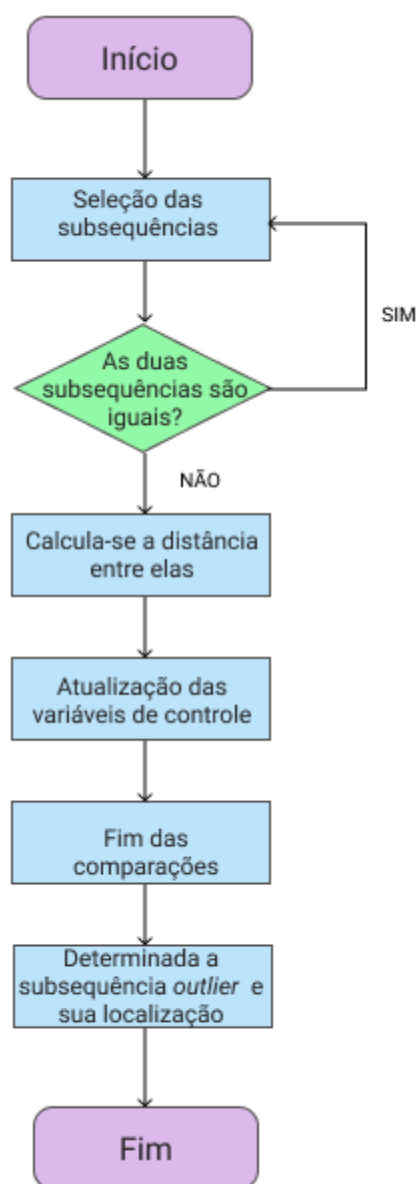 Início
Seleção das
subsequências
SIM
As duas
subsequências são
iguais?
NÃO
Calcula-se a distância
entre elas
Atualização das
variáveis de controle
Fim das
comparações
Determinada a
subsequência outlier e
sua localização
Fim